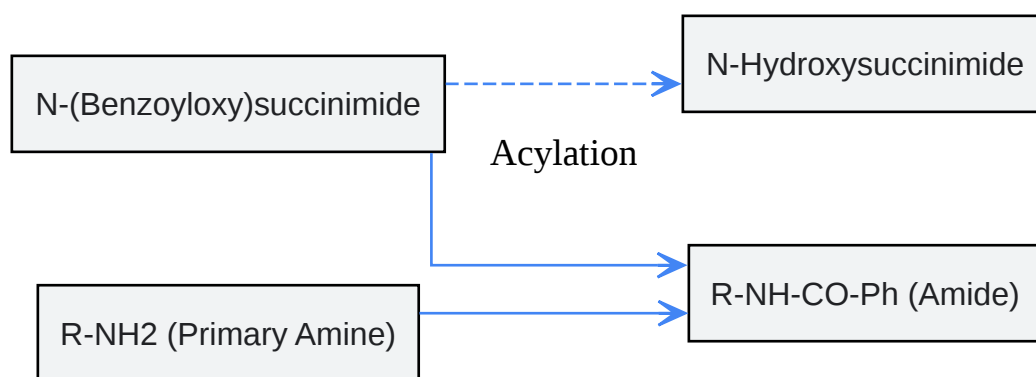 N-Hydroxysuccinimide
N-(Benzoyloxy)succinimide
Acylation
R-NH-CO-Ph (Amide)
R-NH2 (Primary Amine)